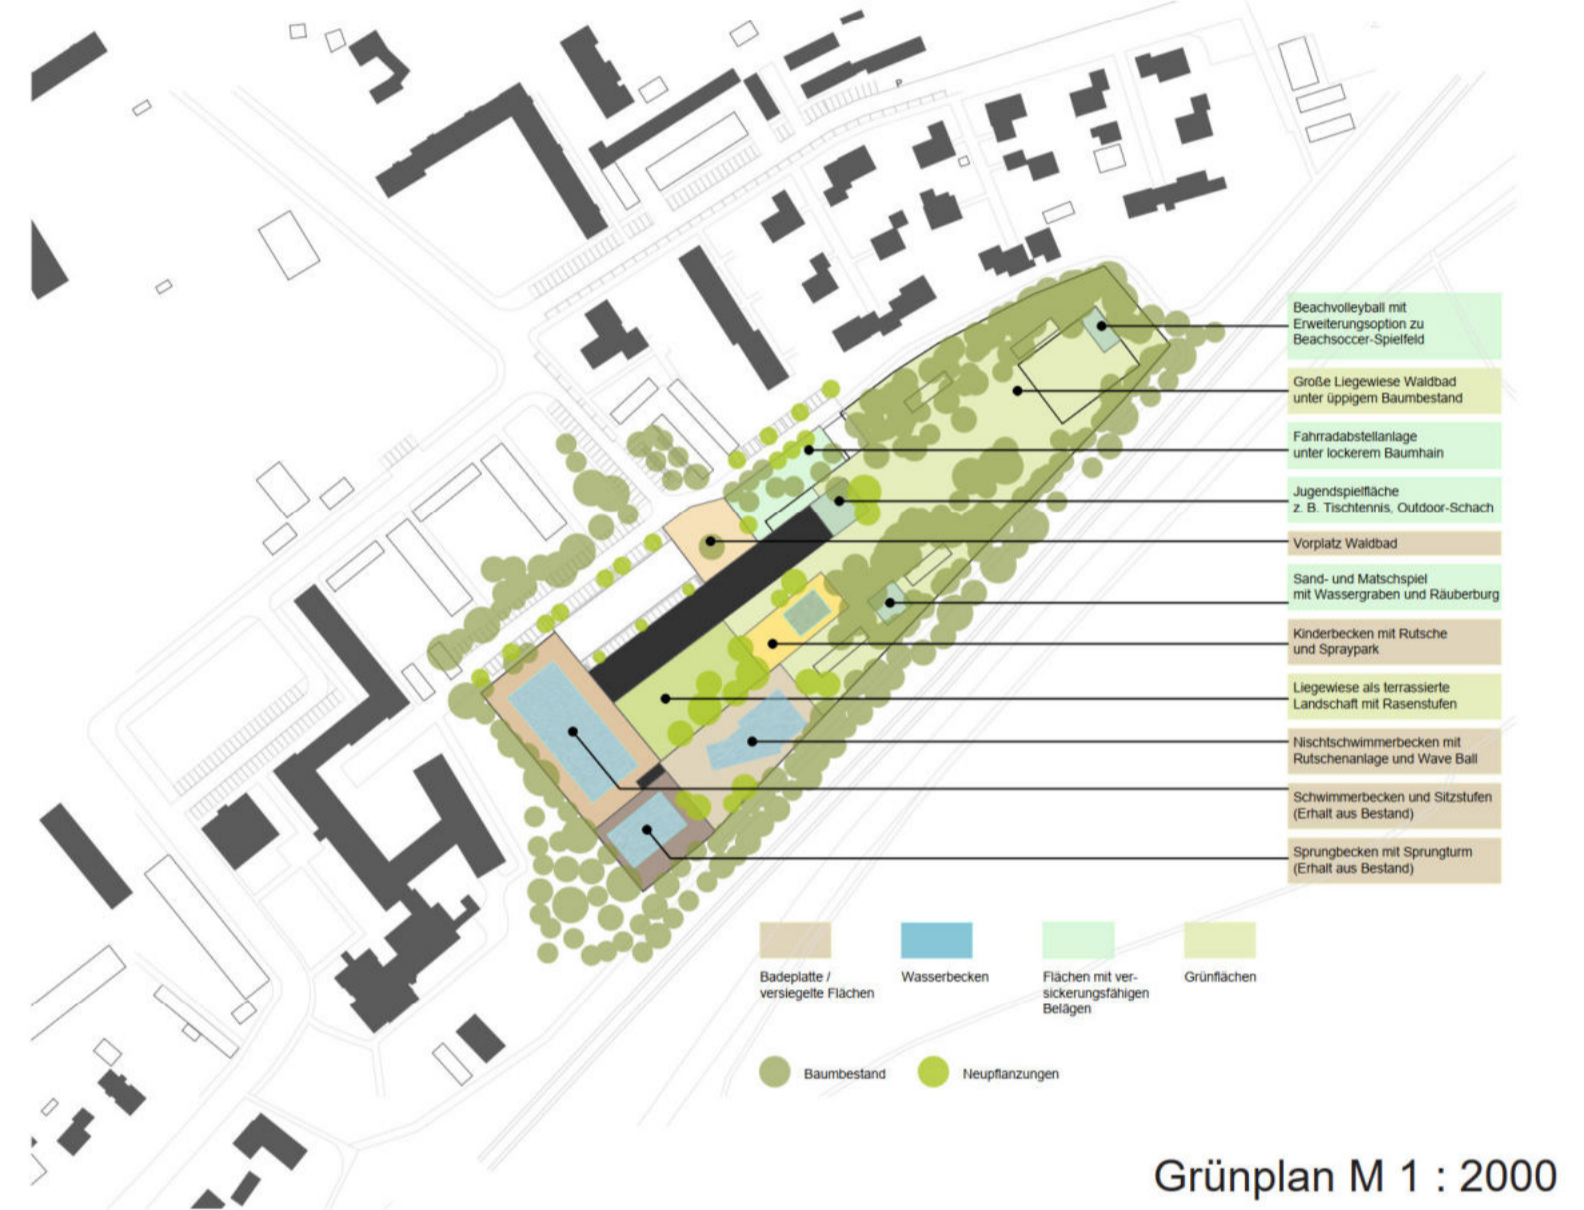 P
Beachvolleyball mit
Erweiterungsoption zu
Beachsoccer-Spielfeld
Große Liegewiese Waldbad
unter üppigem Baumbestand
Fahrradabstellanlage
unter lockerem Baumhain
Jugendspielfläche
z. B. Tischtennis, Outdoor-Schach
Vorplatz Waldbad
Sand- und Matschspiel
mit Wassergraben und Räuberburg
Kinderbecken mit Rutsche
und Spraypark
Liegewiese als terrassierte
Landschaft mit Rasenstufen
Nischtschwimmerbecken mit
Rutschenanlage und Wave Ball
Schwimmerbecken und Sitzstufen
(Erhalt aus Bestand)
Sprungbecken mit Sprungturm
(Erhalt aus Bestand)
Badeplatte /
versiegelte Flächen
Wasserbecken
Flächen mit ver-
sickerungsfähigen
Belägen
Grünflächen
Baumbestand
Neupflanzungen
Grünplan M 1 : 2000